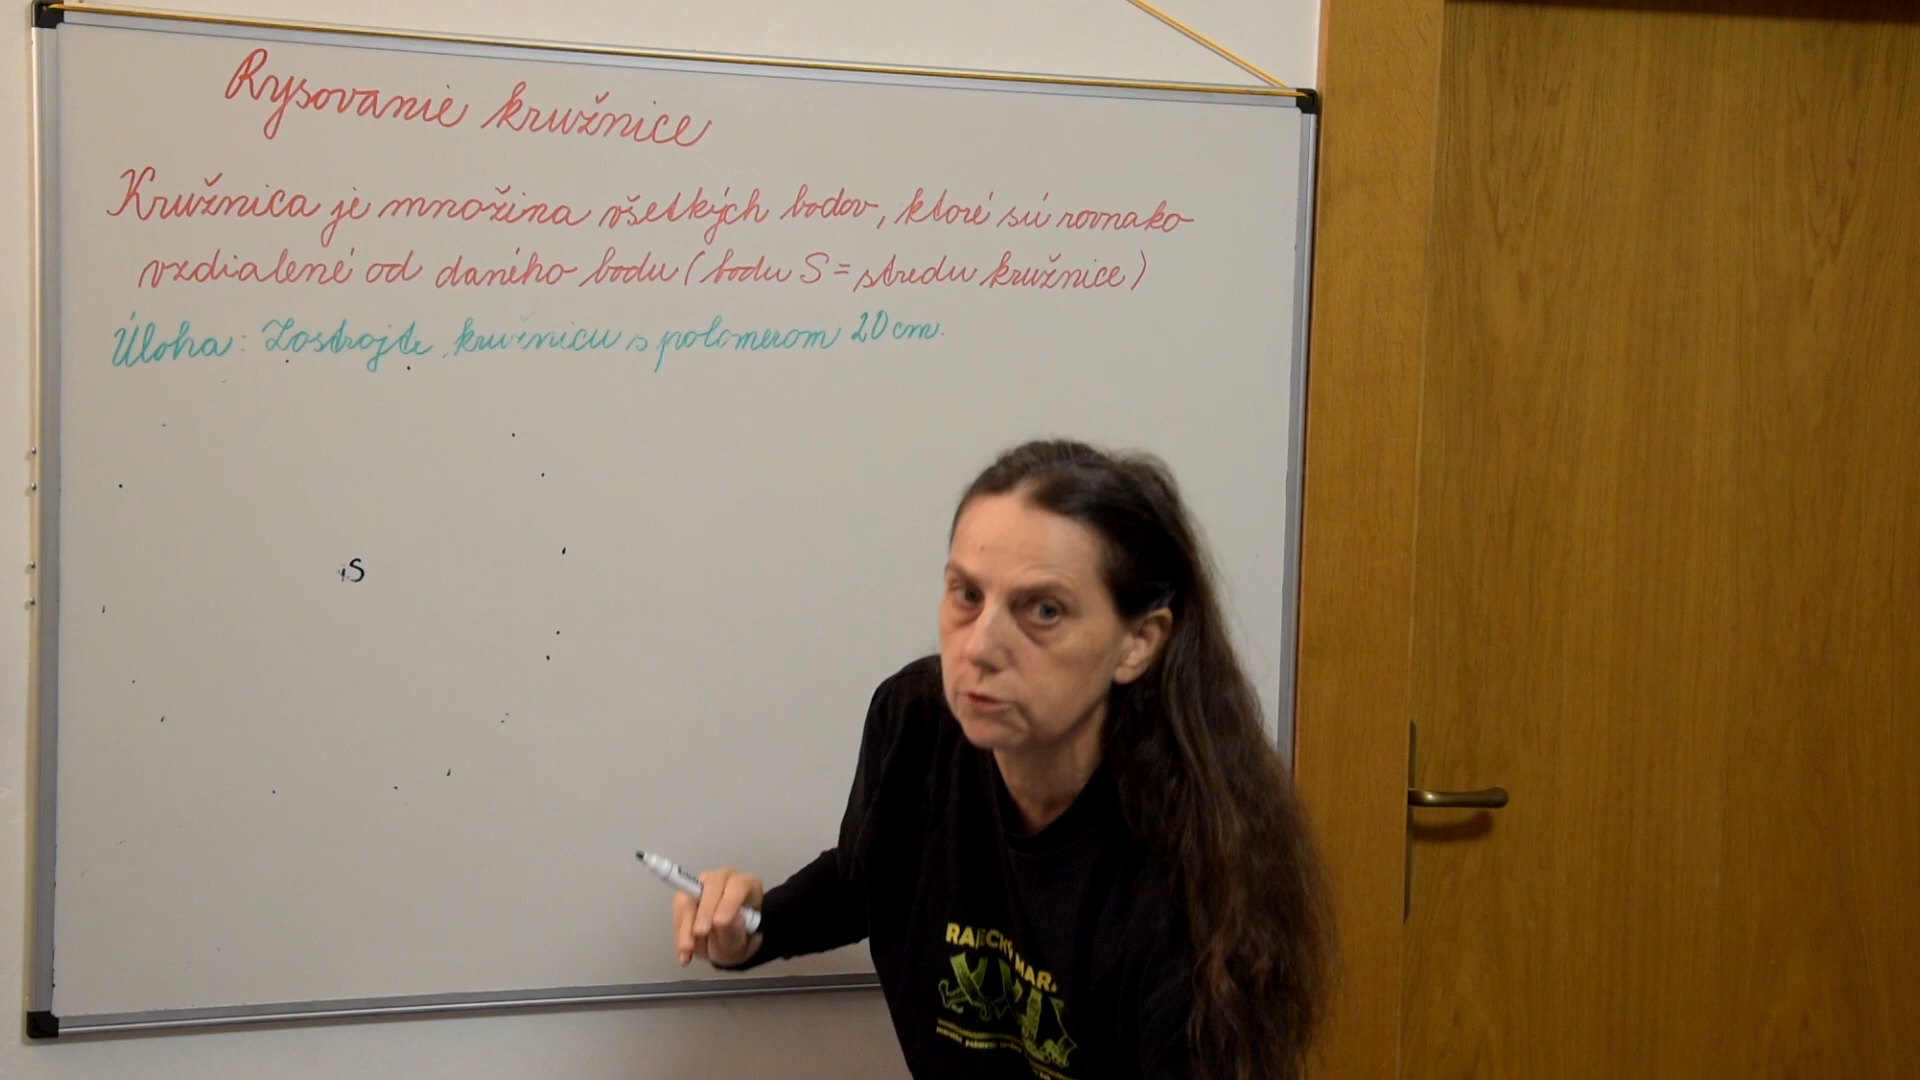 Rysovanie kružnice
Kružnica je množina všetkých bodov, ktoré sú rovnako
vzdialené od daného bodu (bodu S = stredu kružnice)
Úloha: Zostrojte kružnicu s polomerom 20 cm.
S